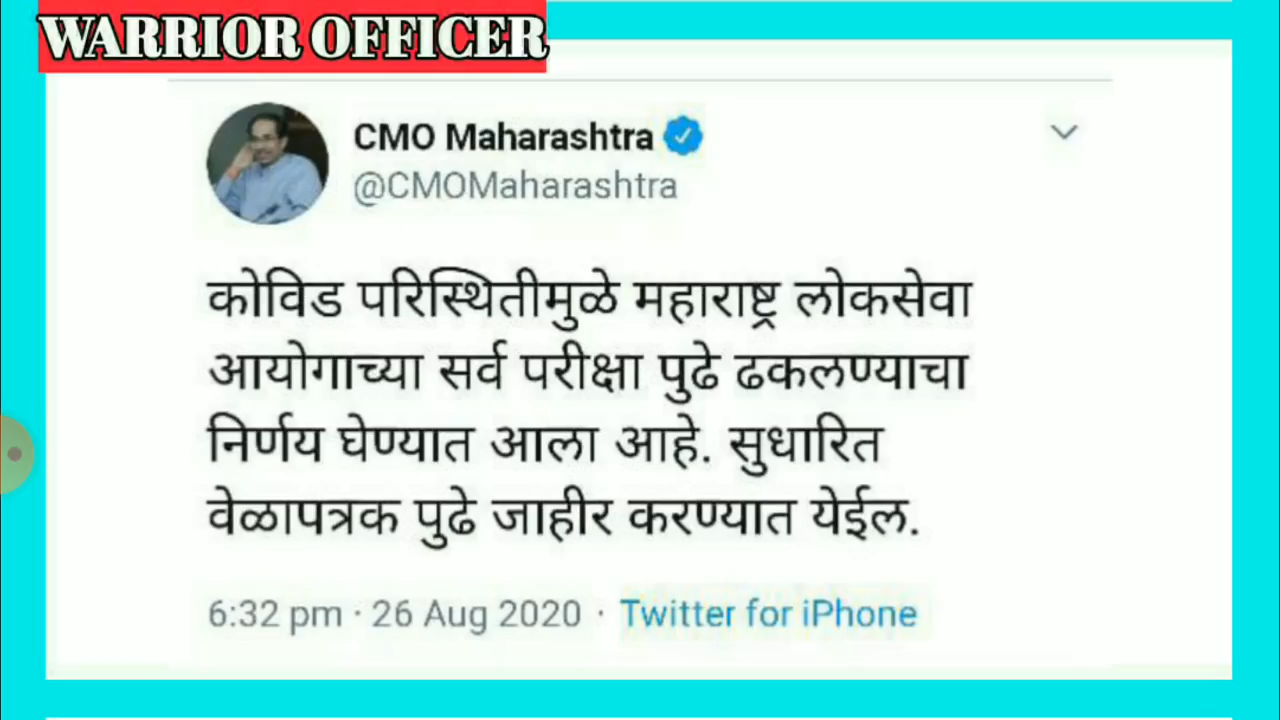 WARRIOR OFFICER
CMO Maharashtra
@CMOMaharashtra
कोविड परिस्थितीमुळे महाराष्ट्र लोकसेवा
आयोगाच्या सर्व परीक्षा पुढे ढकलण्याचा
निर्णय घेण्यात आला आहे. सुधारित
वेळापत्रक पुढे जाहीर करण्यात येईल.
6:32 pm · 26 Aug 2020 · Twitter for iPhone